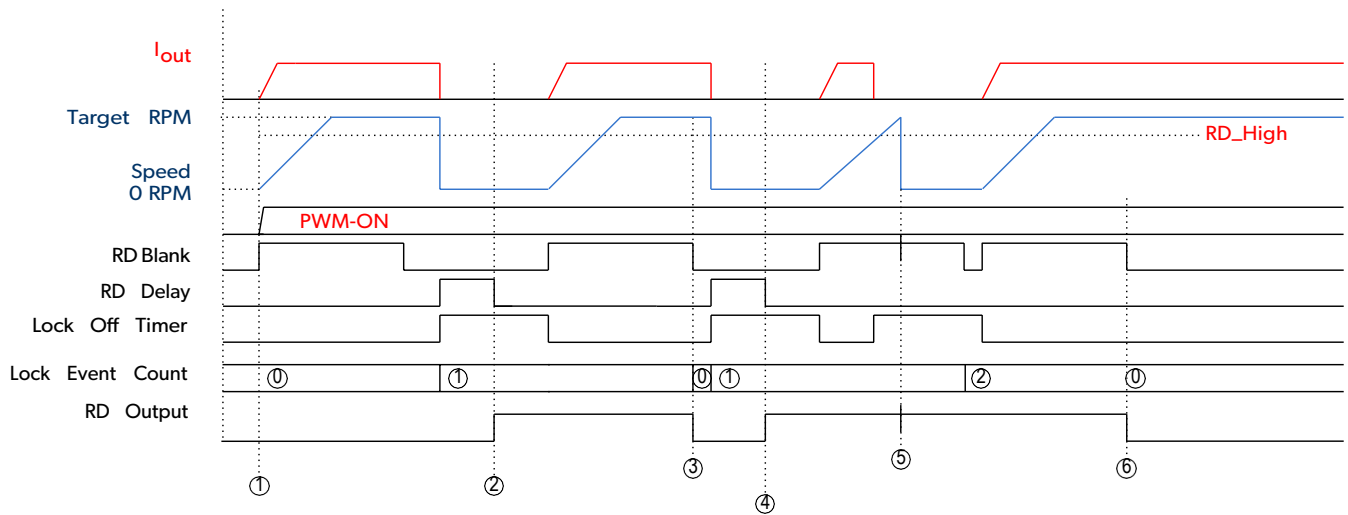 Iout
Target RPM
RD_High
Speed
0 RPM
PWM-ON
RD Blank
RD Delay
Lock Off Timer
Lock Event Count
0 1 0 1 2 0
RD Output
1 2 3 4 5 6